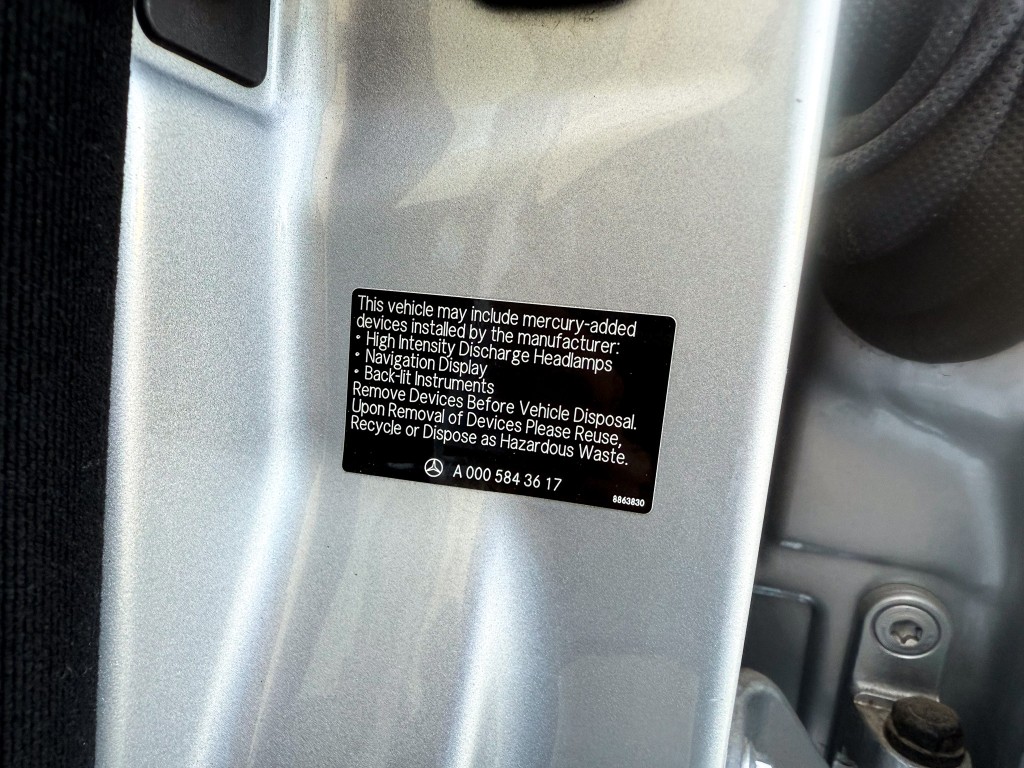 This vehicle may include mercury-added
devices installed by the manufacturer:
• High Intensity Discharge Headlamps
• Navigation Display
• Back-lit Instruments
Remove Devices Before Vehicle Disposal.
Upon Removal of Devices Please Reuse,
Recycle or Dispose as Hazardous Waste.
A 000 584 36 17
8863830